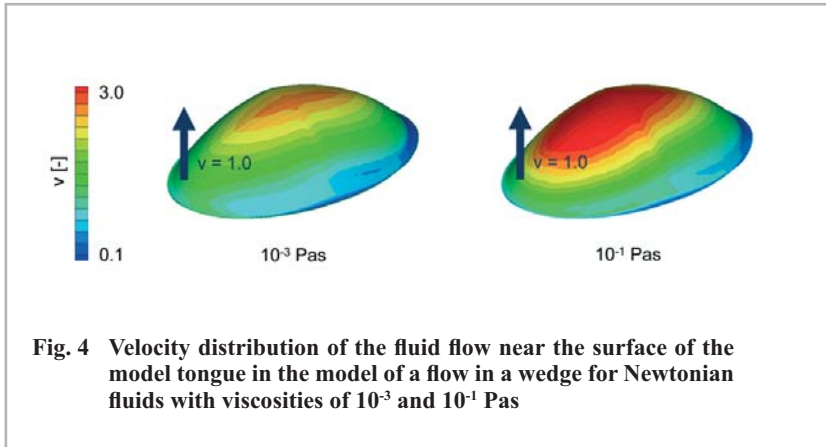 3.0
v [-]
0.1
v = 1.0
10⁻³ Pas
v = 1.0
10⁻¹ Pas
Fig. 4 Velocity distribution of the fluid flow near the surface of the
model tongue in the model of a flow in a wedge for Newtonian
fluids with viscosities of 10⁻³ and 10⁻¹ Pas